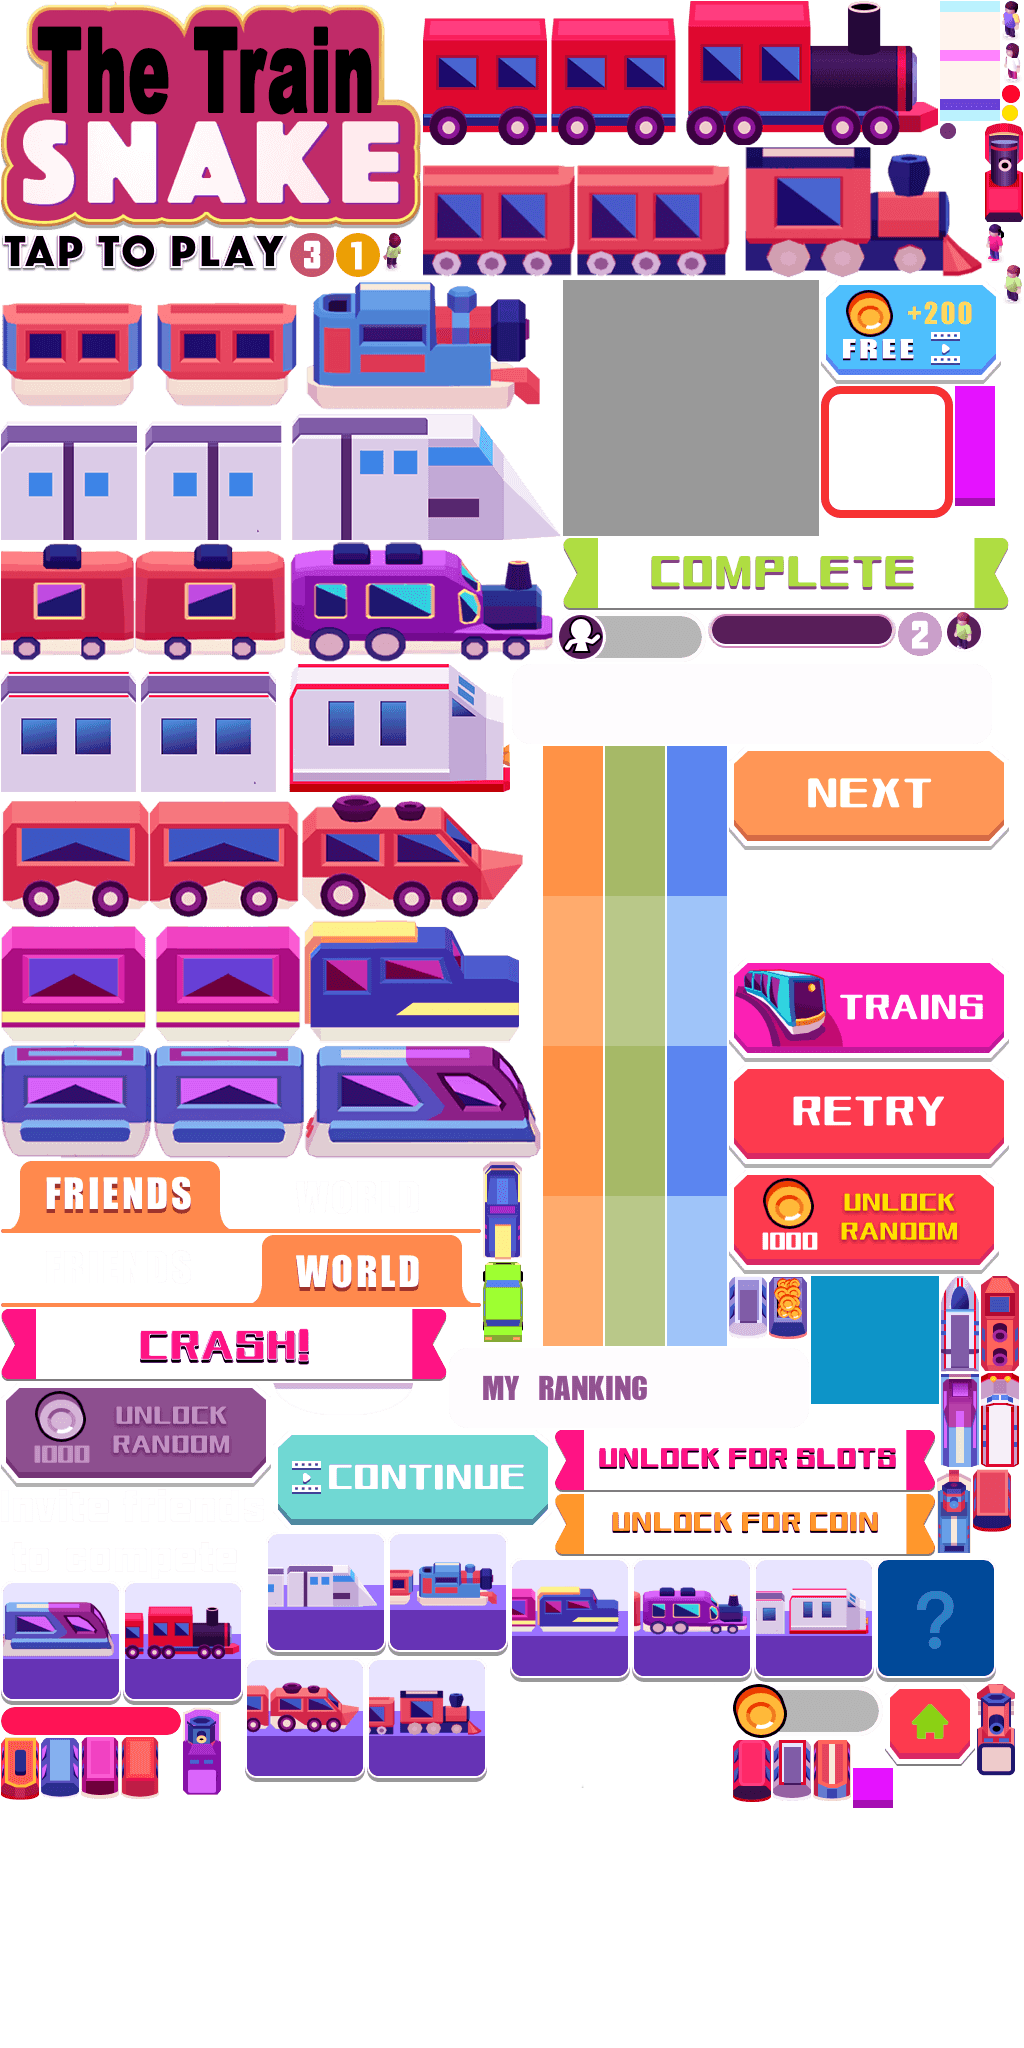 The Train
SNAKE
TAP TO PLAY
3
1
+200
FREE
COMPLETE
2
NEXT
TRAINS
RETRY
FRIENDS
UNLOCK
RANDOM
1000
WORLD
CRASH!
MY RANKING
UNLOCK
RANDOM
1000
CONTINUE
UNLOCK FOR SLOTS
UNLOCK FOR COIN
?